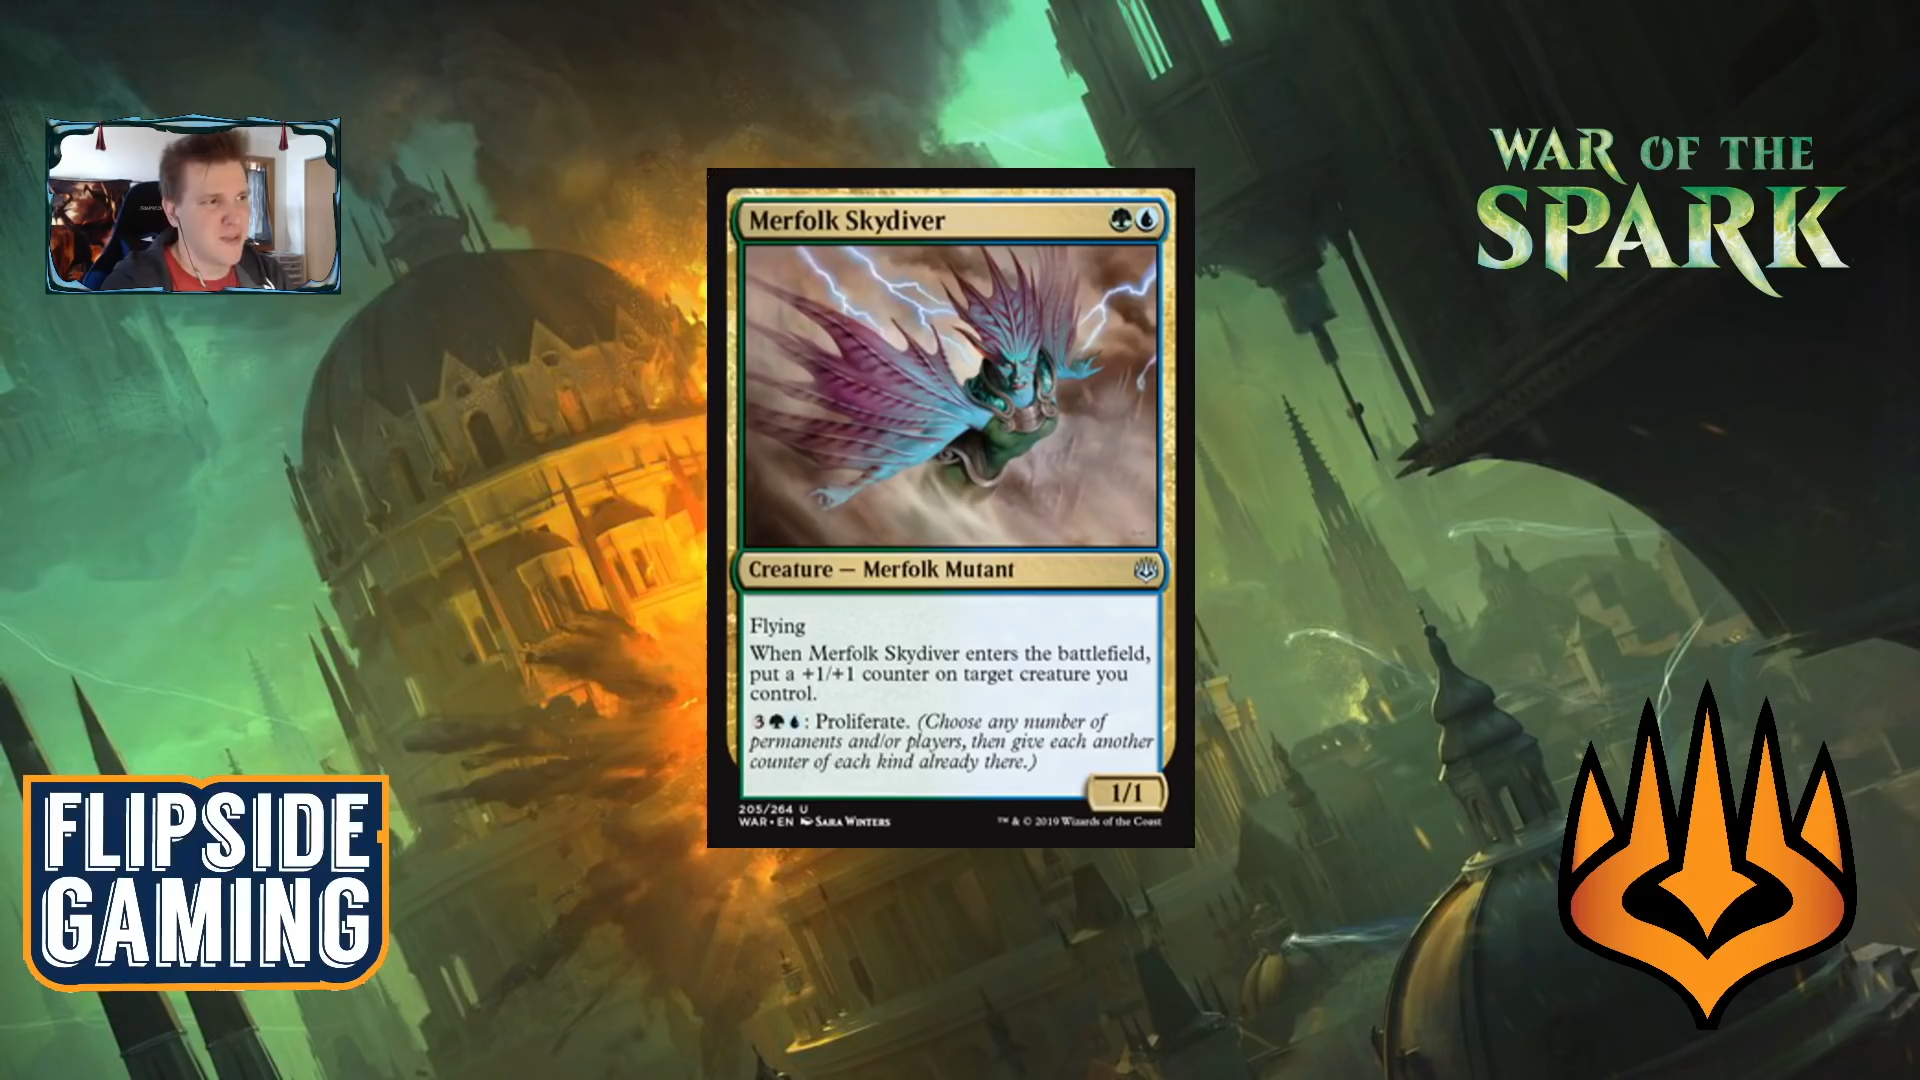 WAR OF THE
SPARK
Merfolk Skydiver
Creature — Merfolk Mutant
Flying
When Merfolk Skydiver enters the battlefield,
put a +1/+1 counter on target creature you
control.
3 : Proliferate. (Choose any number of
permanents and/or players, then give each another
counter of each kind already there.)
1/1
205/264 U
WAR • EN Sara Winters
™ & © 2019 Wizards of the Coast
FLIPSIDE
GAMING